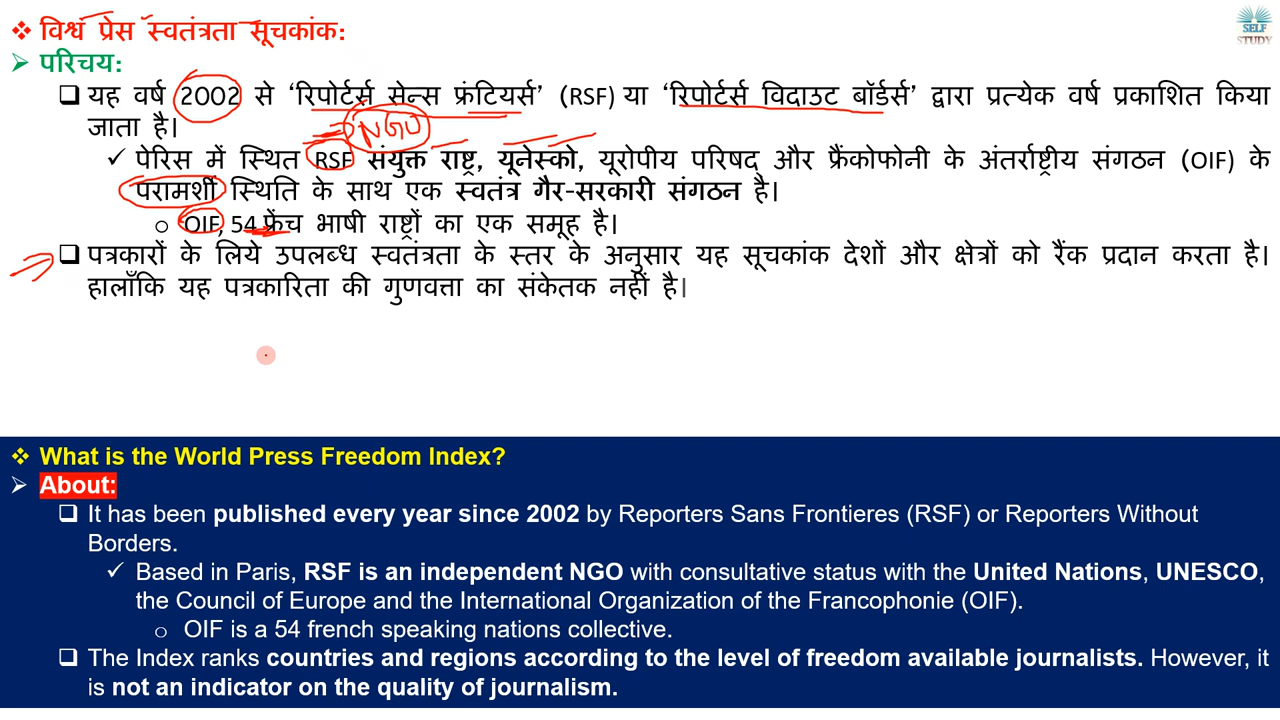 ❖ विश्व प्रेस स्वतंत्रता सूचकांक:
SELF
STUDY
➢ परिचय:
❑ यह वर्ष 2002 से ‘रिपोर्टर्स सेन्स फ्रंटियर्स’ (RSF) या ‘रिपोर्टर्स विदाउट बॉर्डर्स’ द्वारा प्रत्येक वर्ष प्रकाशित किया
जाता है।
NGO
✓ पेरिस में स्थित RSF संयुक्त राष्ट्र, यूनेस्को, यूरोपीय परिषद और फ्रैंकोफोनी के अंतर्राष्ट्रीय संगठन (OIF) के
परामर्शी स्थिति के साथ एक स्वतंत्र गैर-सरकारी संगठन है।
o OIF, 54 फ्रेंच भाषी राष्ट्रों का एक समूह है।
❑ पत्रकारों के लिये उपलब्ध स्वतंत्रता के स्तर के अनुसार यह सूचकांक देशों और क्षेत्रों को रैंक प्रदान करता है।
हालाँकि यह पत्रकारिता की गुणवत्ता का संकेतक नहीं है।
❖ What is the World Press Freedom Index?
➢ About:
❑ It has been published every year since 2002 by Reporters Sans Frontieres (RSF) or Reporters Without
Borders.
✓ Based in Paris, RSF is an independent NGO with consultative status with the United Nations, UNESCO,
the Council of Europe and the International Organization of the Francophonie (OIF).
o OIF is a 54 french speaking nations collective.
❑ The Index ranks countries and regions according to the level of freedom available journalists. However, it
is not an indicator on the quality of journalism.